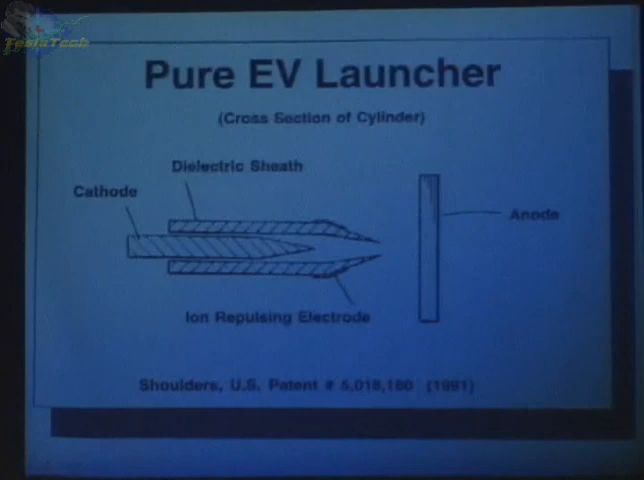 TeslaTech
Pure EV Launcher
(Cross Section of Cylinder)
Dielectric Sheath
Cathode
Anode
Ion Repulsing Electrode
Shoulders, U.S. Patent # 5,018,180 (1991)